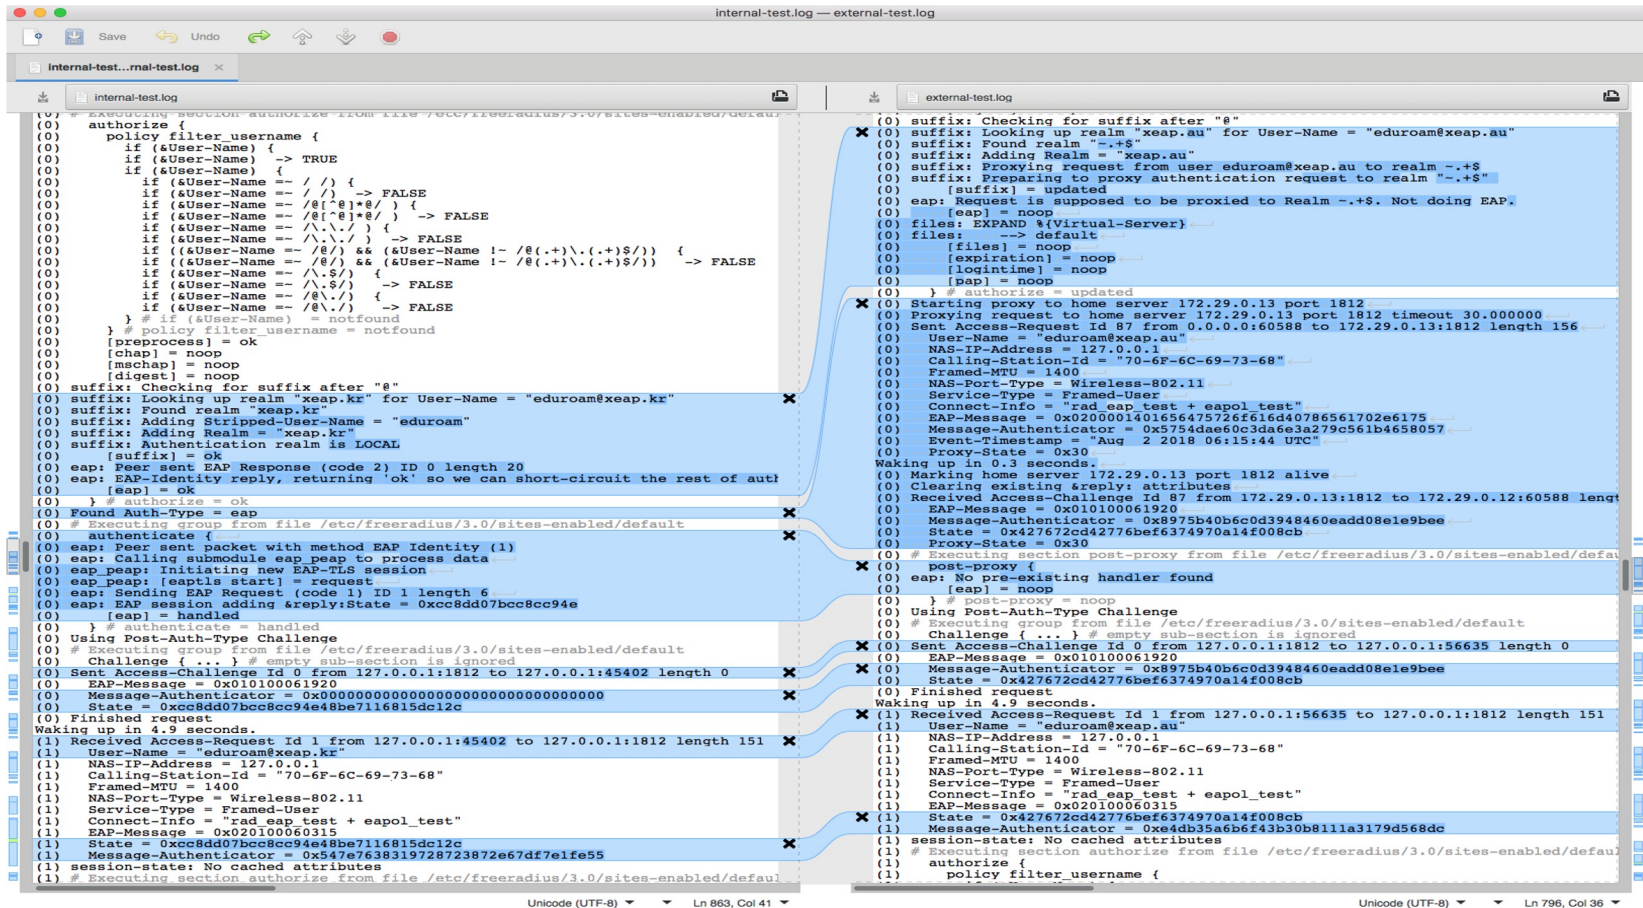 internal-test.log — external-test.log
Save Undo
internal-test...rnal-test.log ×
internal-test.log
(0) # Executing section authorize from file /etc/freeradius/3.0/sites-enabled/defaul
(0)   authorize {
(0)     policy filter_username {
(0)       if (&User-Name) {
(0)       if (&User-Name)  -> TRUE
(0)       if (&User-Name)  {
(0)         if (&User-Name =~ / /) {
(0)         if (&User-Name =~ / /)  -> FALSE
(0)         if (&User-Name =~ /@[^@]*@/ ) {
(0)         if (&User-Name =~ /@[^@]*@/ )  -> FALSE
(0)         if (&User-Name =~ /\.\./ ) {
(0)         if (&User-Name =~ /\.\./ )  -> FALSE
(0)         if ((&User-Name =~ /@/) && (&User-Name !~ /@(.+)\.(.+)$/))  {
(0)         if ((&User-Name =~ /@/) && (&User-Name !~ /@(.+)\.(.+)$/))   -> FALSE
(0)         if (&User-Name =~ /\.$/)  {
(0)         if (&User-Name =~ /\.$/)   -> FALSE
(0)         if (&User-Name =~ /@\./)  {
(0)         if (&User-Name =~ /@\./)   -> FALSE
(0)       } # if (&User-Name)  = notfound
(0)     } # policy filter_username = notfound
(0)     [preprocess] = ok
(0)     [chap] = noop
(0)     [mschap] = noop
(0)     [digest] = noop
(0) suffix: Checking for suffix after "@"
(0) suffix: Looking up realm "xeap.kr" for User-Name = "eduroam@xeap.kr"
(0) suffix: Found realm "xeap.kr"
(0) suffix: Adding Stripped-User-Name = "eduroam"
(0) suffix: Adding Realm = "xeap.kr"
(0) suffix: Authentication realm is LOCAL
(0)     [suffix] = ok
(0) eap: Peer sent EAP Response (code 2) ID 0 length 20
(0) eap: EAP-Identity reply, returning 'ok' so we can short-circuit the rest of auth
(0)     [eap] = ok
(0)   } # authorize = ok
(0) Found Auth-Type = eap
(0) # Executing group from file /etc/freeradius/3.0/sites-enabled/default
(0)   authenticate {
(0) eap: Peer sent packet with method EAP Identity (1)
(0) eap: Calling submodule eap_peap to process data
(0) eap_peap: Initiating new EAP-TLS session
(0) eap_peap: [eaptls start] = request
(0) eap: Sending EAP Request (code 1) ID 1 length 6
(0) eap: EAP session adding &reply:State = 0xcc8dd07bcc8cc94e
(0)     [eap] = handled
(0)   } # authenticate = handled
(0) Using Post-Auth-Type Challenge
(0) # Executing group from file /etc/freeradius/3.0/sites-enabled/default
(0)   Challenge { ... } # empty sub-section is ignored
(0) Sent Access-Challenge Id 0 from 127.0.0.1:1812 to 127.0.0.1:45402 length 0
(0)   EAP-Message = 0x010100061920
(0)   Message-Authenticator = 0x00000000000000000000000000000000
(0)   State = 0xcc8dd07bcc8cc94e48be7116815dc12c
(0) Finished request
Waking up in 4.9 seconds.
(1) Received Access-Request Id 1 from 127.0.0.1:45402 to 127.0.0.1:1812 length 151
(1)   User-Name = "eduroam@xeap.kr"
(1)   NAS-IP-Address = 127.0.0.1
(1)   Calling-Station-Id = "70-6F-6C-69-73-68"
(1)   Framed-MTU = 1400
(1)   NAS-Port-Type = Wireless-802.11
(1)   Service-Type = Framed-User
(1)   Connect-Info = "rad_eap_test + eapol_test"
(1)   EAP-Message = 0x020100060315
(1)   State = 0xcc8dd07bcc8cc94e48be7116815dc12c
(1)   Message-Authenticator = 0x547e7638319728723872e67df7e1fe55
(1) session-state: No cached attributes
(1) # Executing section authorize from file /etc/freeradius/3.0/sites-enabled/defaul
Unicode (UTF-8) Ln 863, Col 41
external-test.log
(0) suffix: Checking for suffix after "@"
(0) suffix: Looking up realm "xeap.au" for User-Name = "eduroam@xeap.au"
(0) suffix: Found realm "~.+$"
(0) suffix: Adding Realm = "xeap.au"
(0) suffix: Proxying request from user eduroam@xeap.au to realm ~.+$
(0) suffix: Preparing to proxy authentication request to realm "~.+$"
(0)     [suffix] = updated
(0) eap: Request is supposed to be proxied to Realm ~.+$. Not doing EAP.
(0)     [eap] = noop
(0) files: EXPAND %{Virtual-Server}
(0) files:    --> default
(0)     [files] = noop
(0)     [expiration] = noop
(0)     [logintime] = noop
(0)     [pap] = noop
(0)   } # authorize = updated
(0) Starting proxy to home server 172.29.0.13 port 1812
(0) Proxying request to home server 172.29.0.13 port 1812 timeout 30.000000
(0) Sent Access-Request Id 87 from 0.0.0.0:60588 to 172.29.0.13:1812 length 156
(0)   User-Name = "eduroam@xeap.au"
(0)   NAS-IP-Address = 127.0.0.1
(0)   Calling-Station-Id = "70-6F-6C-69-73-68"
(0)   Framed-MTU = 1400
(0)   NAS-Port-Type = Wireless-802.11
(0)   Service-Type = Framed-User
(0)   Connect-Info = "rad_eap_test + eapol_test"
(0)   EAP-Message = 0x0200001401656475726f616d40786561702e6175
(0)   Message-Authenticator = 0x5754dae60c3da6e3a279c561b4658057
(0)   Event-Timestamp = "Aug  2 2018 06:15:44 UTC"
(0)   Proxy-State = 0x30
Waking up in 0.3 seconds.
(0) Marking home server 172.29.0.13 port 1812 alive
(0) Clearing existing &reply: attributes
(0) Received Access-Challenge Id 87 from 172.29.0.13:1812 to 172.29.0.12:60588 lengt
(0)   EAP-Message = 0x010100061920
(0)   Message-Authenticator = 0x8975b40b6c0d3948460eadd08e1e9bee
(0)   State = 0x427672cd42776bef6374970a14f008cb
(0)   Proxy-State = 0x30
(0) # Executing section post-proxy from file /etc/freeradius/3.0/sites-enabled/defau
(0)   post-proxy {
(0) eap: No pre-existing handler found
(0)     [eap] = noop
(0)   } # post-proxy = noop
(0) Using Post-Auth-Type Challenge
(0) # Executing group from file /etc/freeradius/3.0/sites-enabled/default
(0)   Challenge { ... } # empty sub-section is ignored
(0) Sent Access-Challenge Id 0 from 127.0.0.1:1812 to 127.0.0.1:56635 length 0
(0)   EAP-Message = 0x010100061920
(0)   Message-Authenticator = 0x8975b40b6c0d3948460eadd08e1e9bee
(0)   State = 0x427672cd42776bef6374970a14f008cb
(0) Finished request
Waking up in 4.9 seconds.
(1) Received Access-Request Id 1 from 127.0.0.1:56635 to 127.0.0.1:1812 length 151
(1)   User-Name = "eduroam@xeap.au"
(1)   NAS-IP-Address = 127.0.0.1
(1)   Calling-Station-Id = "70-6F-6C-69-73-68"
(1)   Framed-MTU = 1400
(1)   NAS-Port-Type = Wireless-802.11
(1)   Service-Type = Framed-User
(1)   Connect-Info = "rad_eap_test + eapol_test"
(1)   EAP-Message = 0x020100060315
(1)   State = 0x427672cd42776bef6374970a14f008cb
(1)   Message-Authenticator = 0xe4db35a6b6f43b30b8111a3179d568dc
(1) session-state: No cached attributes
(1) # Executing section authorize from file /etc/freeradius/3.0/sites-enabled/defaul
(1)   authorize {
(1)     policy filter_username {
Unicode (UTF-8) Ln 796, Col 36